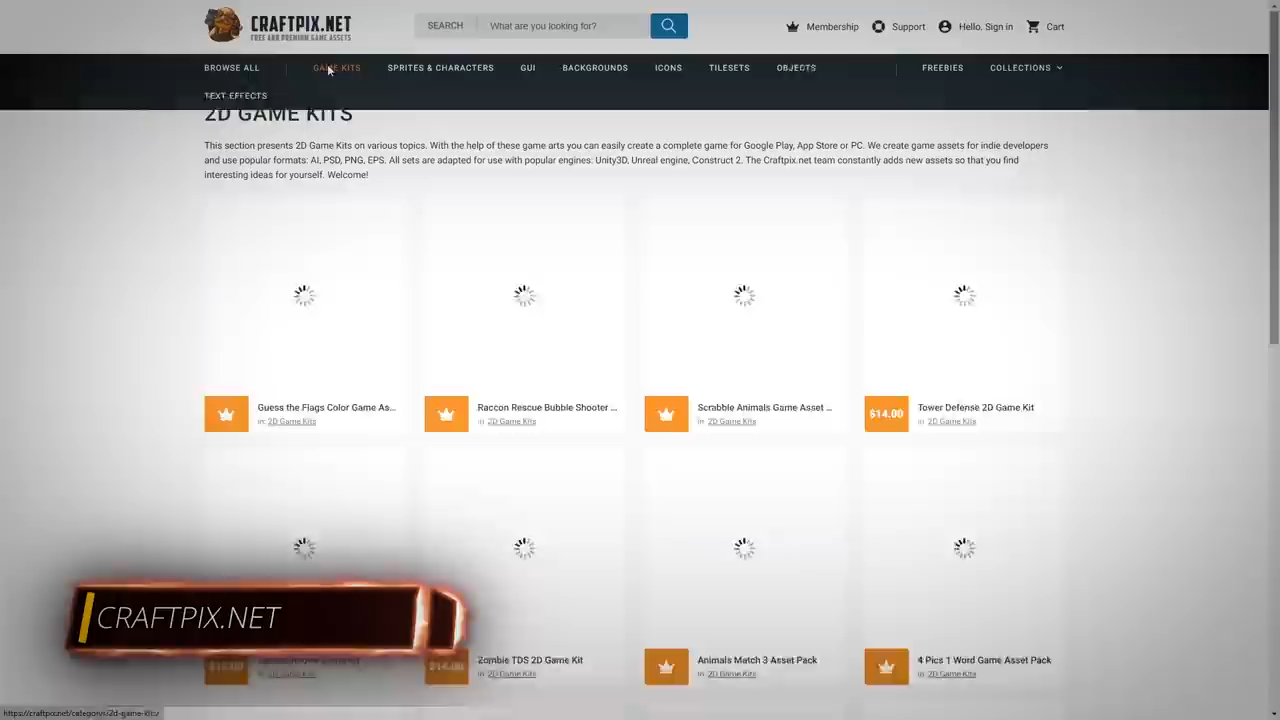 CRAFTPIX.NET
FREE AND PREMIUM GAME ASSETS
SEARCH
What are you looking for?
Membership
Support
Hello, Sign in
Cart
BROWSE ALL
GAME KITS
SPRITES & CHARACTERS
GUI
BACKGROUNDS
ICONS
TILESETS
OBJECTS
FREEBIES
COLLECTIONS
TEXT EFFECTS
2D GAME KITS
This section presents 2D Game Kits on various topics. With the help of these game arts you can easily create a complete game for Google Play, App Store or PC. We create game assets for indie developers
and use popular formats: AI, PSD, PNG, EPS. All sets are adapted for use with popular engines: Unity3D, Unreal engine, Construct 2. The Craftpix.net team constantly adds new assets so that you find
interesting ideas for yourself. Welcome!
Guess the Flags Color Game As...
in: 2D Game Kits
Raccon Rescue Bubble Shooter ...
in 2D Game Kits
Scrabble Animals Game Asset ...
in: 2D Game Kits
$14.00
Tower Defense 2D Game Kit
in 2D Game Kits
CRAFTPIX.NET
2D Game Kits
$14.00
Zombie TDS 2D Game Kit
in 2D Game Kits
Animals Match 3 Asset Pack
in: 2D Game Kits
4 Pics 1 Word Game Asset Pack
in 2D Game Kits
https://craftpix.net/categorys/2d-game-kits/